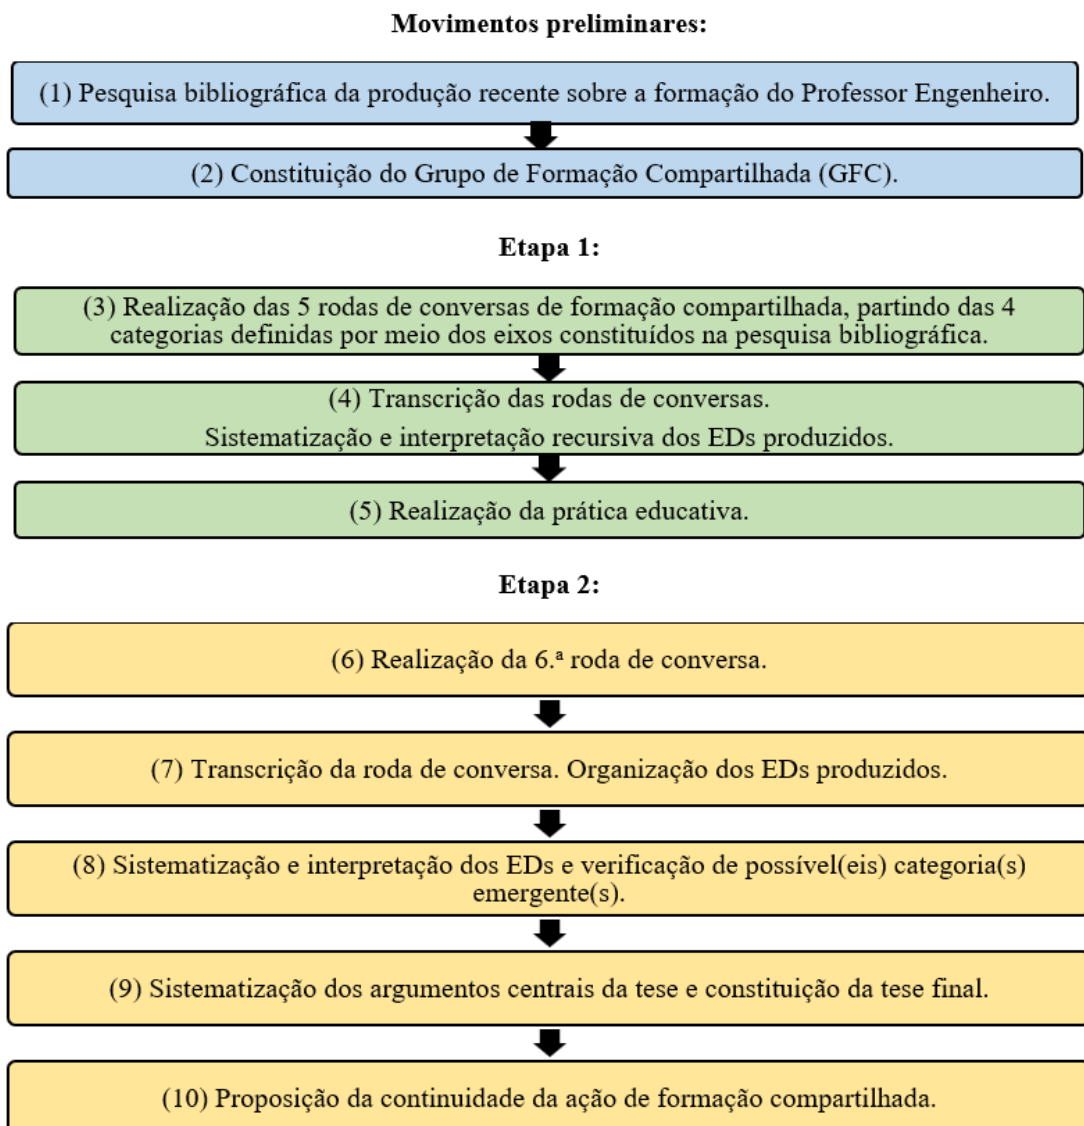 Movimentos preliminares:
(1) Pesquisa bibliográfica da produção recente sobre a formação do Professor Engenheiro.
(2) Constituição do Grupo de Formação Compartilhada (GFC).
Etapa 1:
(3) Realização das 5 rodas de conversas de formação compartilhada, partindo das 4
categorias definidas por meio dos eixos constituídos na pesquisa bibliográfica.
(4) Transcrição das rodas de conversas.
Sistematização e interpretação recursiva dos EDs produzidos.
(5) Realização da prática educativa.
Etapa 2:
(6) Realização da 6.ª roda de conversa.
(7) Transcrição da roda de conversa. Organização dos EDs produzidos.
(8) Sistematização e interpretação dos EDs e verificação de possível(eis) categoria(s)
emergente(s).
(9) Sistematização dos argumentos centrais da tese e constituição da tese final.
(10) Proposição da continuidade da ação de formação compartilhada.